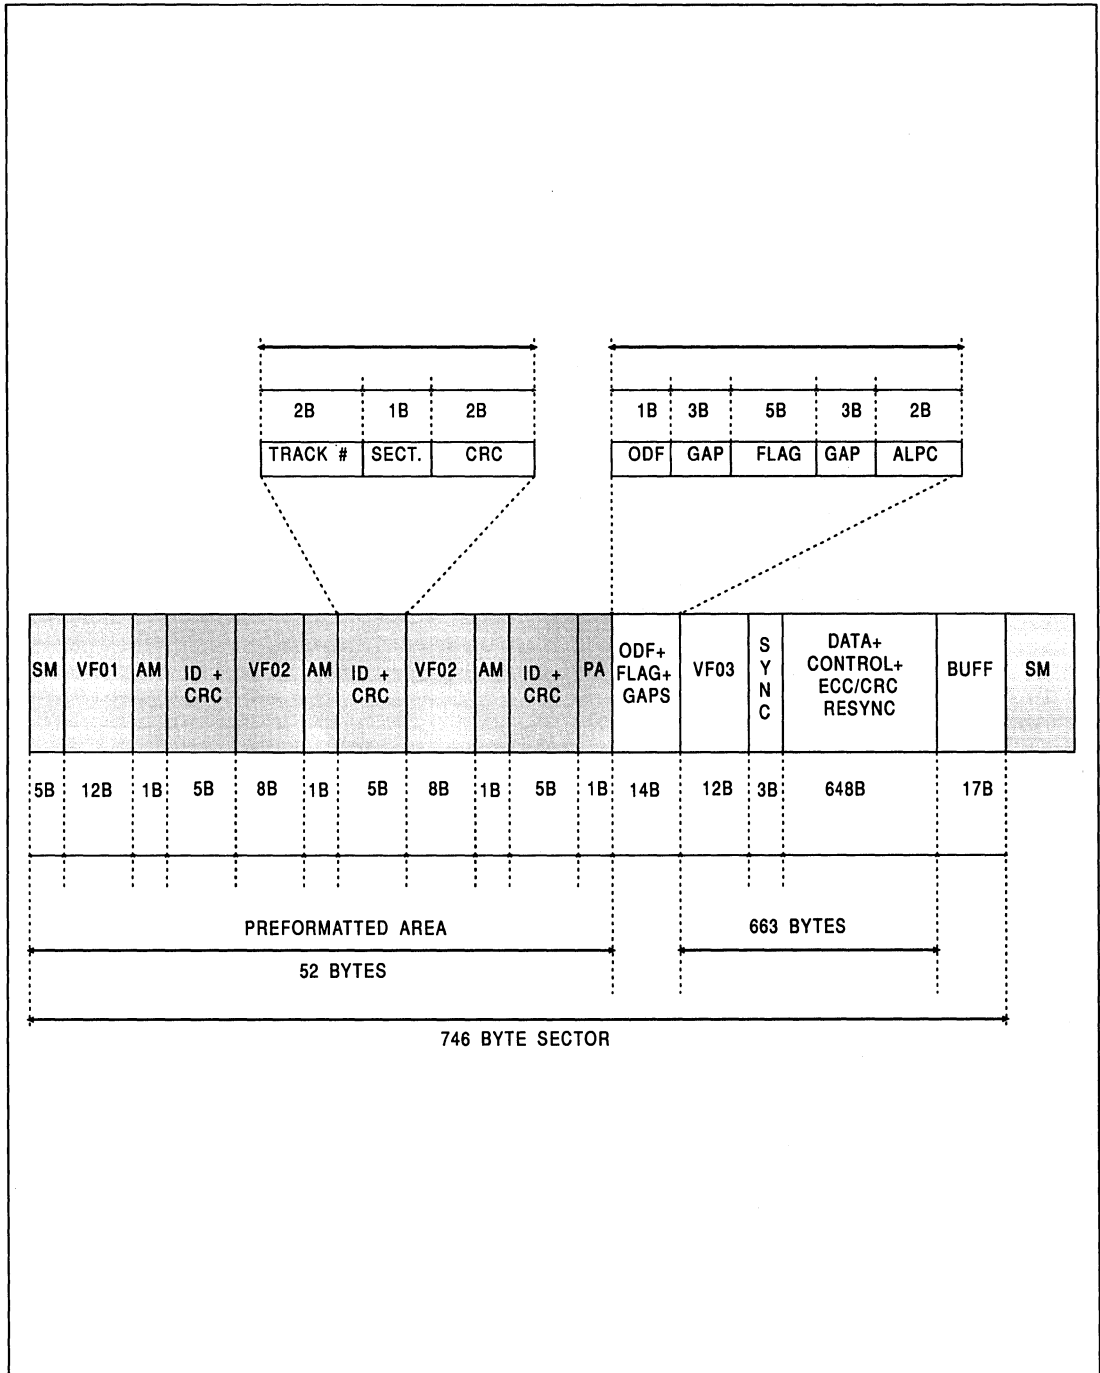 2B 1B 2B 1B 3B 5B 3B 2B
TRACK # SECT. CRC ODF GAP FLAG GAP ALPC
SM VF01 AM ID + CRC VF02 AM ID + CRC VF02 AM ID + CRC PA ODF+ FLAG+ GAPS VF03 SYNC DATA+ CONTROL+ ECC/CRC RESYNC BUFF SM
5B 12B 1B 5B 8B 1B 5B 8B 1B 5B 1B 14B 12B 3B 648B 17B
PREFORMATTED AREA 663 BYTES
52 BYTES
746 BYTE SECTOR